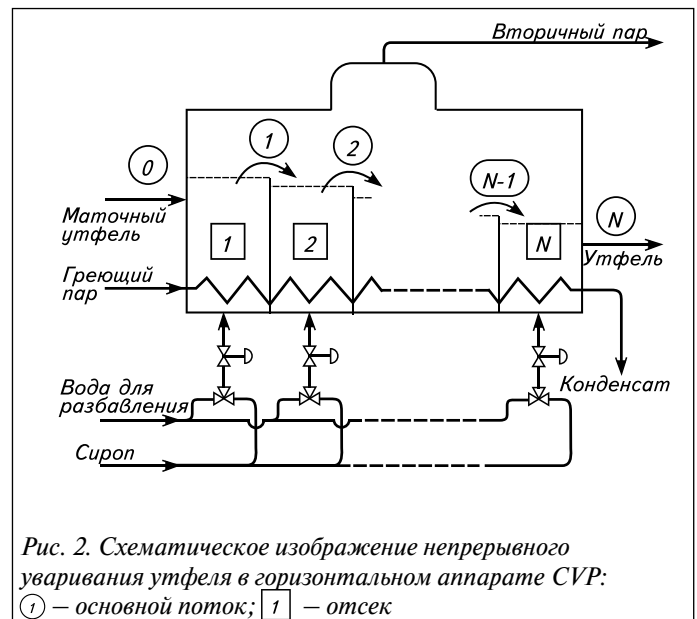 Вторичный пар
0
1
2
N-1
N
Маточный
утфель
1
2
N
Утфель
Греющий
пар
Вода для
разбавления
Конденсат
Сироп
Рис. 2. Схематическое изображение непрерывного
уваривания утфеля в горизонтальном аппарате CVP:
1 – основной поток; 1 – отсек